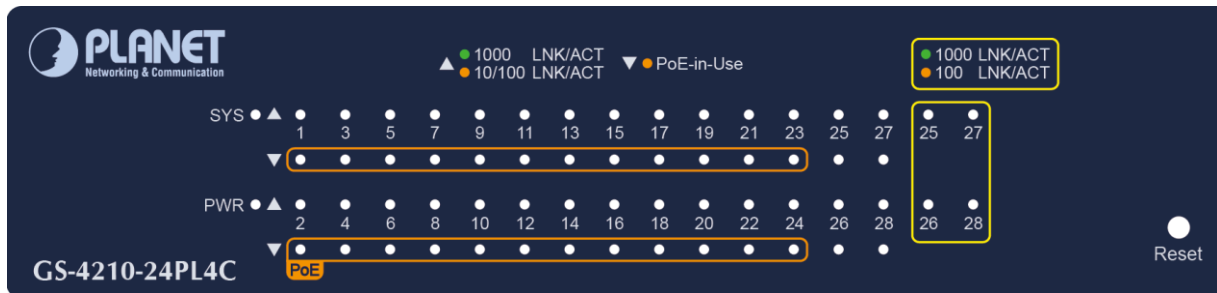 PLANET
Networking & Communication
1000 LNK/ACT
10/100 LNK/ACT
PoE-in-Use
1000 LNK/ACT
100 LNK/ACT
SYS
1 3 5 7 9 11 13 15 17 19 21 23 25 27 25 27
PWR
2 4 6 8 10 12 14 16 18 20 22 24 26 28 26 28
PoE
GS-4210-24PL4C
Reset